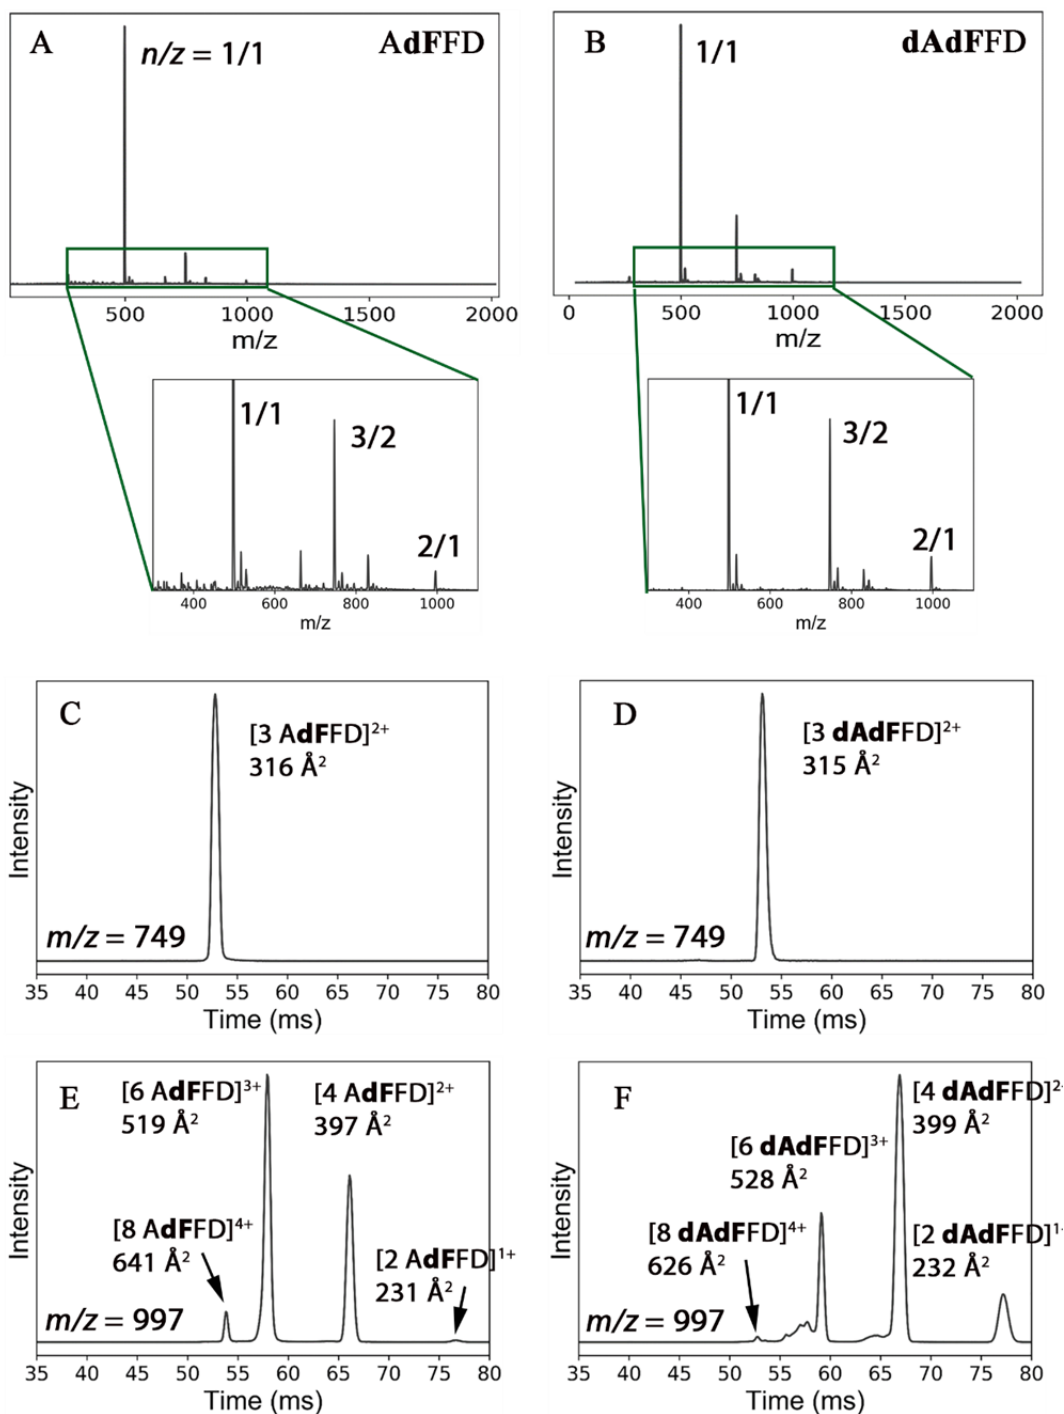 A
n/z = 1/1
AdFFD
500
1000
1500
2000
m/z
1/1
3/2
2/1
400
600
800
1000
m/z
B
1/1
dAdFFD
0
500
1000
1500
2000
m/z
1/1
3/2
2/1
400
600
800
1000
m/z
C
[3 AdFFD]²⁺
316 Å²
m/z = 749
Intensity
35 40 45 50 55 60 65 70 75 80
Time (ms)
D
[3 dAdFFD]²⁺
315 Å²
m/z = 749
Intensity
35 40 45 50 55 60 65 70 75 80
Time (ms)
E
[6 AdFFD]³⁺
519 Å²
[4 AdFFD]²⁺
397 Å²
[8 AdFFD]⁴⁺
641 Å²
[2 AdFFD]¹⁺
231 Å²
m/z = 997
Intensity
35 40 45 50 55 60 65 70 75 80
Time (ms)
F
[4 dAdFFD]²
399 Å²
[6 dAdFFD]³⁺
528 Å²
[8 dAdFFD]⁴⁺
626 Å²
[2 dAdFFD]¹
232 Å²
m/z = 997
Intensity
35 40 45 50 55 60 65 70 75 80
Time (ms)